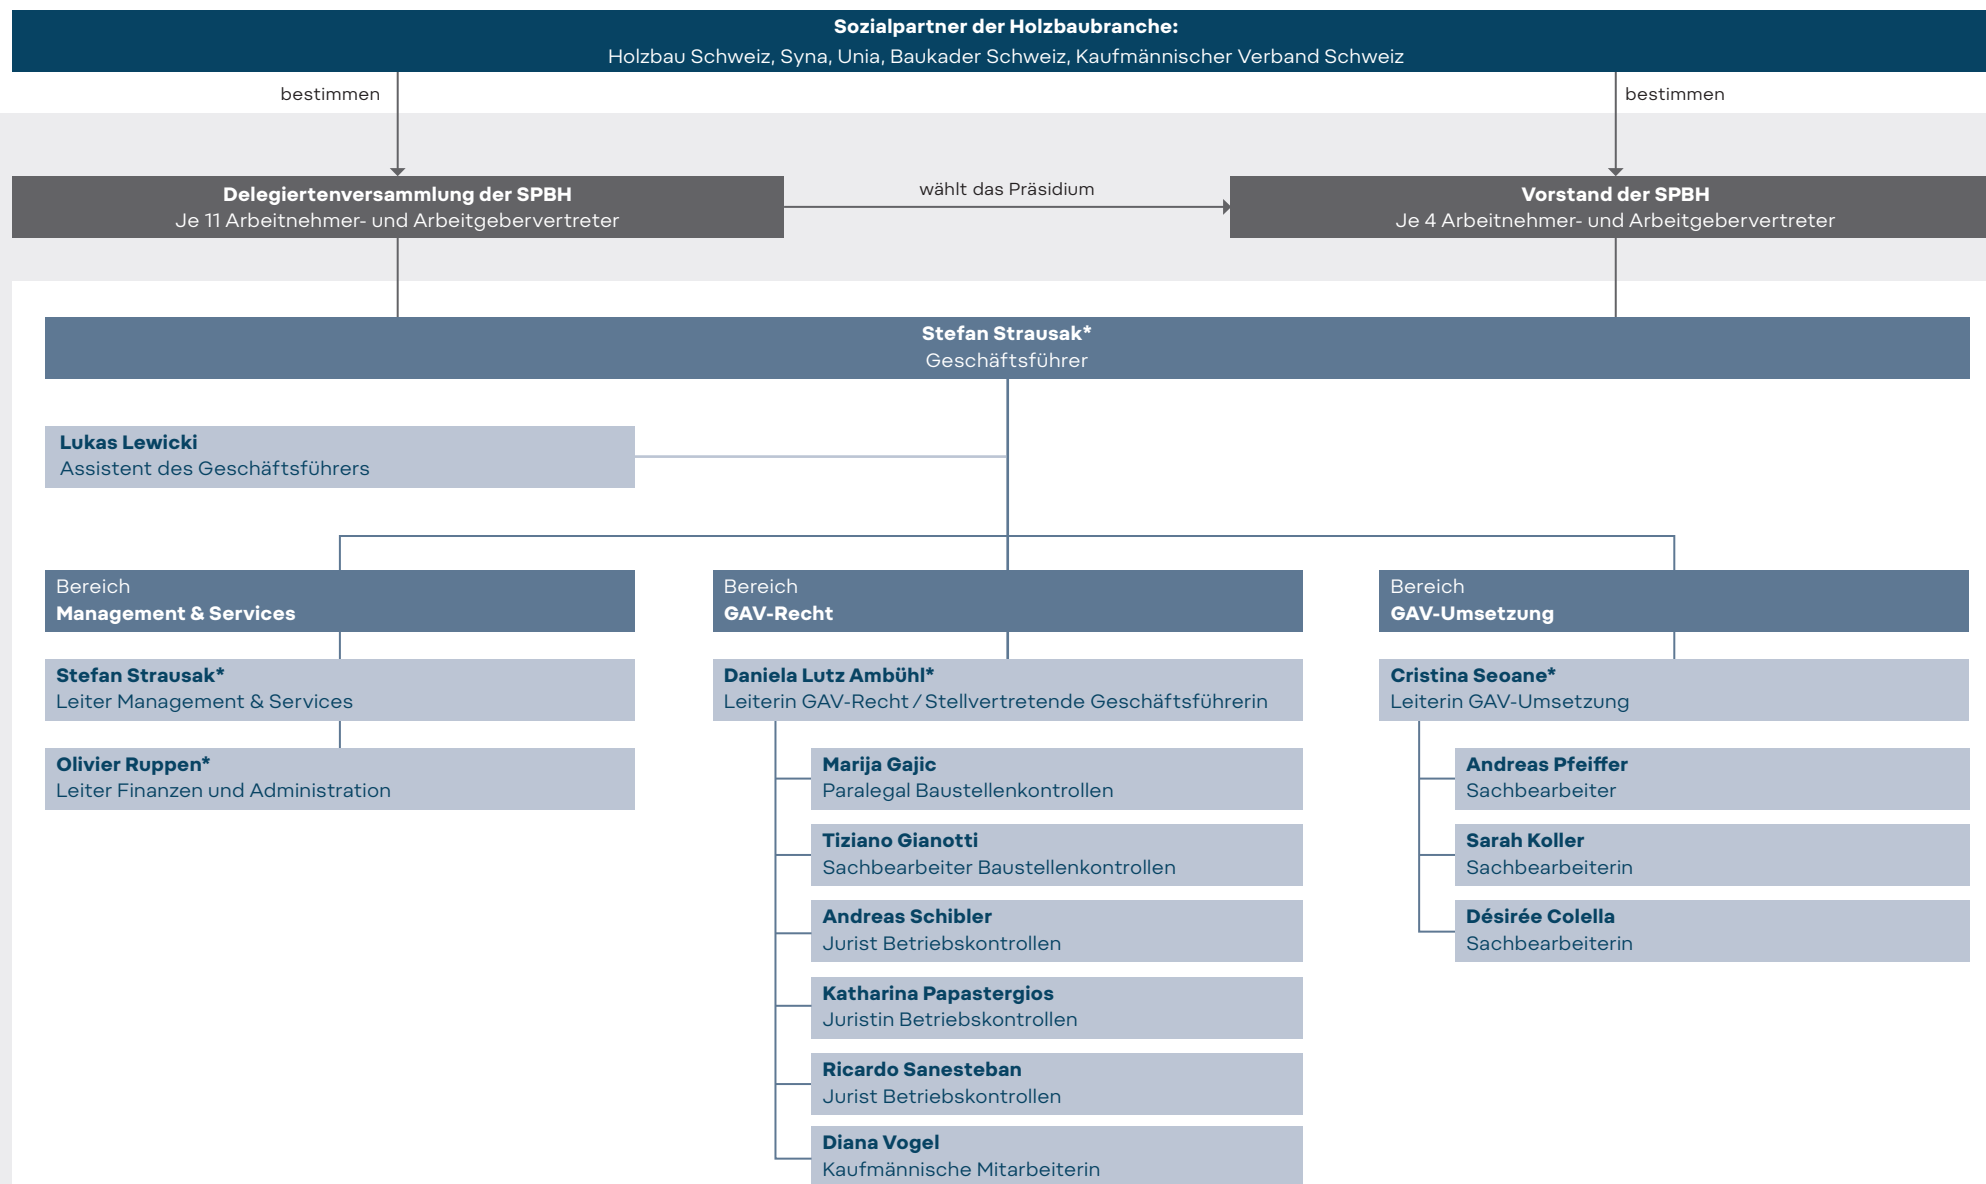 Sozialpartner der Holzbaubranche:
Holzbau Schweiz, Syna, Unia, Baukader Schweiz, Kaufmännischer Verband Schweiz
bestimmen
bestimmen
Delegiertenversammlung der SPBH
Je 11 Arbeitnehmer- und Arbeitgebervertreter
wählt das Präsidium
Vorstand der SPBH
Je 4 Arbeitnehmer- und Arbeitgebervertreter
Stefan Strausak*
Geschäftsführer
Lukas Lewicki
Assistent des Geschäftsführers
Bereich
Management & Services
Stefan Strausak*
Leiter Management & Services
Olivier Ruppen*
Leiter Finanzen und Administration
Bereich
GAV-Recht
Daniela Lutz Ambühl*
Leiterin GAV-Recht / Stellvertretende Geschäftsführerin
Marija Gajic
Paralegal Baustellenkontrollen
Tiziano Gianotti
Sachbearbeiter Baustellenkontrollen
Andreas Schibler
Jurist Betriebskontrollen
Katharina Papastergios
Juristin Betriebskontrollen
Ricardo Sanesteban
Jurist Betriebskontrollen
Diana Vogel
Kaufmännische Mitarbeiterin
Bereich
GAV-Umsetzung
Cristina Seoane*
Leiterin GAV-Umsetzung
Andreas Pfeiffer
Sachbearbeiter
Sarah Koller
Sachbearbeiterin
Désirée Colella
Sachbearbeiterin